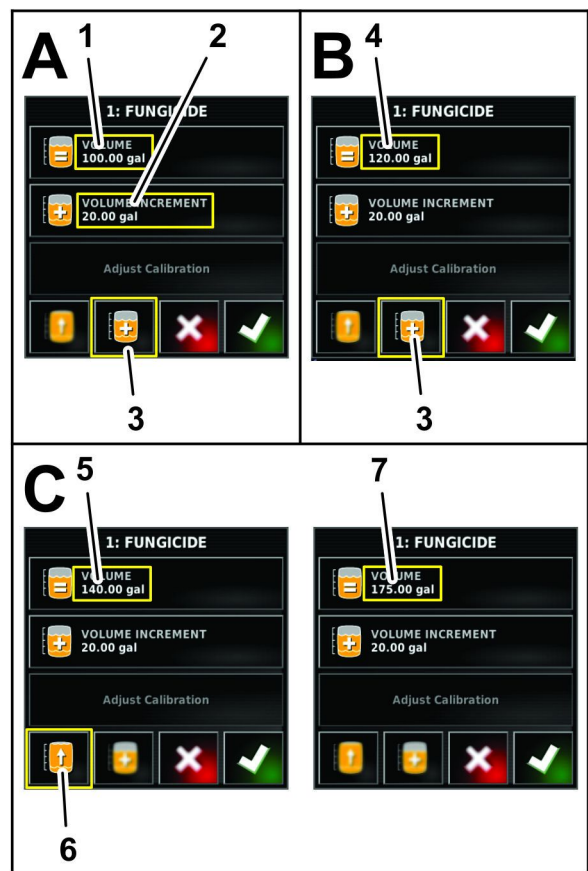 A
1
2
1: FUNGICIDE
VOLUME
100.00 gal
VOLUME INCREMENT
20.00 gal
Adjust Calibration
3
B
4
1: FUNGICIDE
VOLUME
120.00 gal
VOLUME INCREMENT
20.00 gal
Adjust Calibration
3
C
5
1: FUNGICIDE
VOLUME
140.00 gal
VOLUME INCREMENT
20.00 gal
Adjust Calibration
6
7
1: FUNGICIDE
VOLUME
175.00 gal
VOLUME INCREMENT
20.00 gal
Adjust Calibration